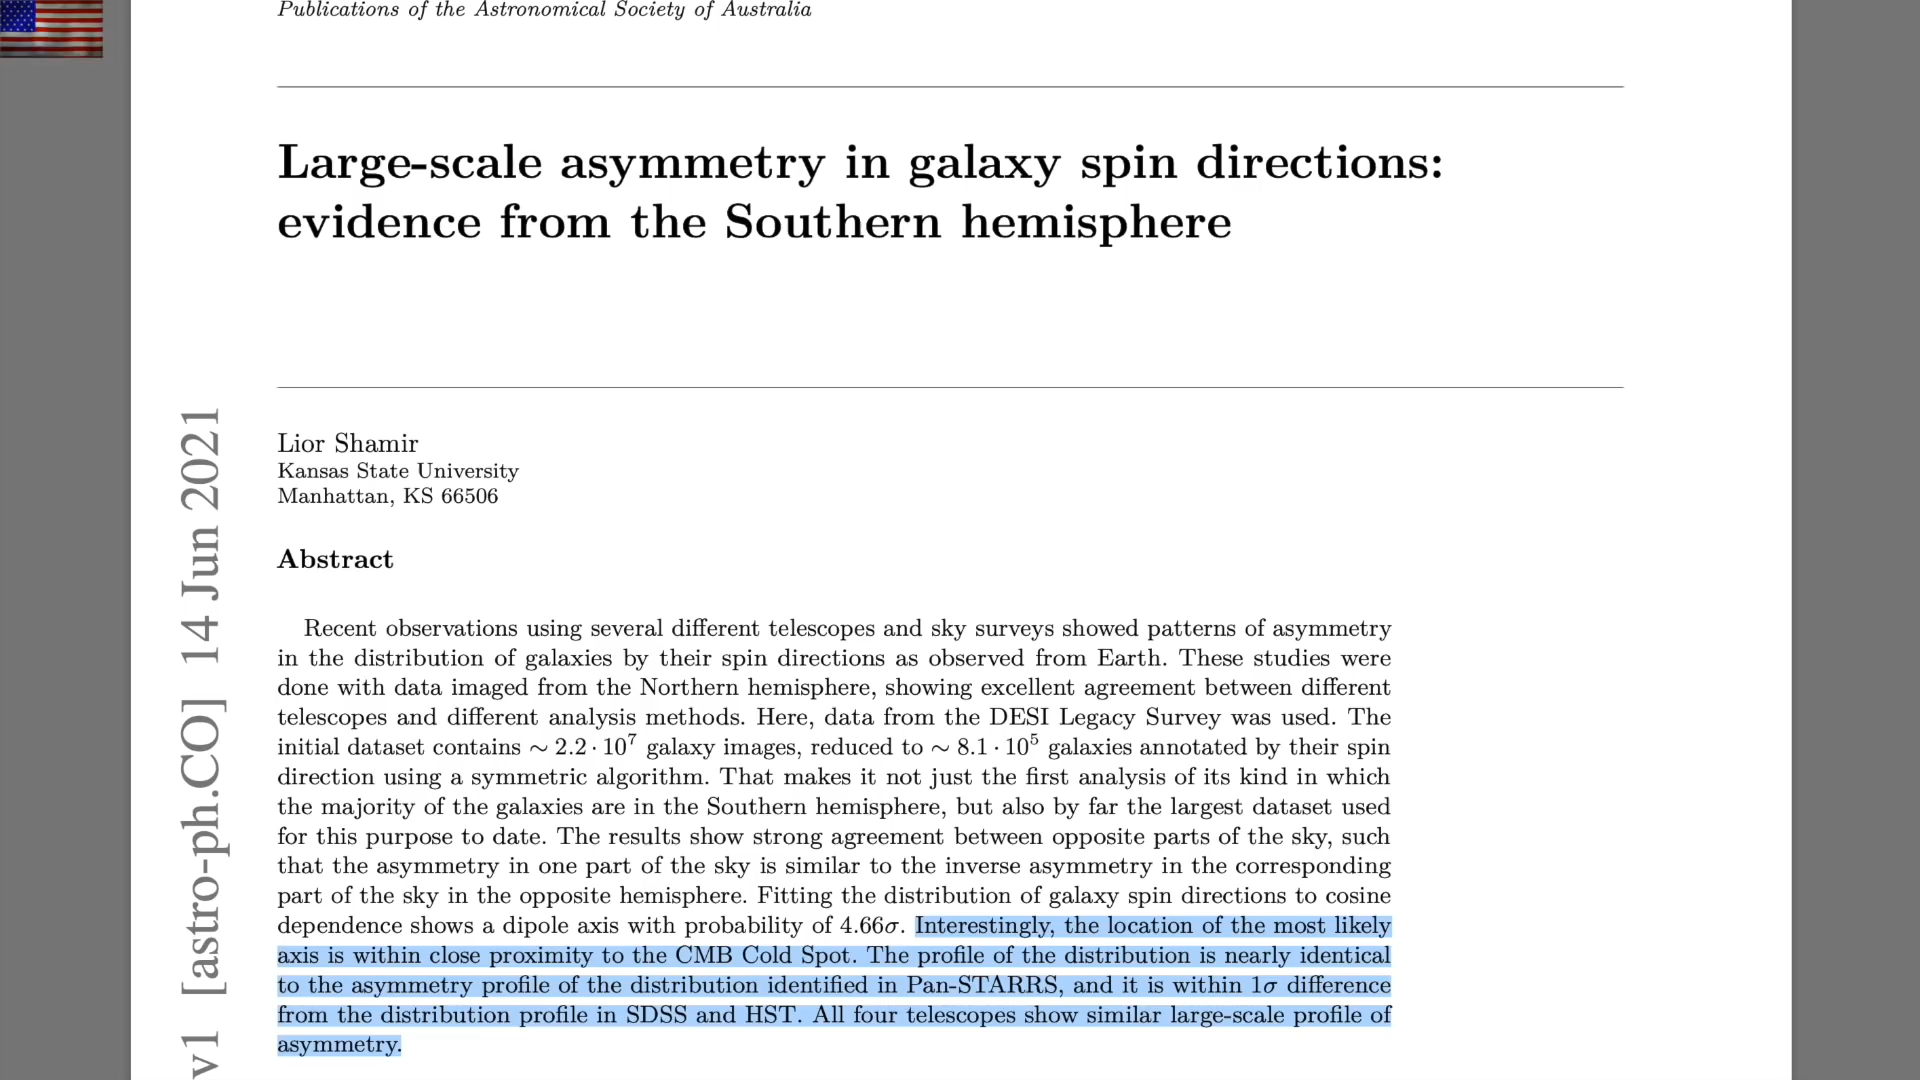 Publications of the Astronomical Society of Australia
Large-scale asymmetry in galaxy spin directions:
evidence from the Southern hemisphere
Lior Shamir
Kansas State University
Manhattan, KS 66506
Abstract
Recent observations using several different telescopes and sky surveys showed patterns of asymmetry
in the distribution of galaxies by their spin directions as observed from Earth. These studies were
done with data imaged from the Northern hemisphere, showing excellent agreement between different
telescopes and different analysis methods. Here, data from the DESI Legacy Survey was used. The
initial dataset contains ∼ 2.2 · 10⁷ galaxy images, reduced to ∼ 8.1 · 10⁵ galaxies annotated by their spin
direction using a symmetric algorithm. That makes it not just the first analysis of its kind in which
the majority of the galaxies are in the Southern hemisphere, but also by far the largest dataset used
for this purpose to date. The results show strong agreement between opposite parts of the sky, such
that the asymmetry in one part of the sky is similar to the inverse asymmetry in the corresponding
part of the sky in the opposite hemisphere. Fitting the distribution of galaxy spin directions to cosine
dependence shows a dipole axis with probability of 4.66σ. Interestingly, the location of the most likely
axis is within close proximity to the CMB Cold Spot. The profile of the distribution is nearly identical
to the asymmetry profile of the distribution identified in Pan-STARRS, and it is within 1σ difference
from the distribution profile in SDSS and HST. All four telescopes show similar large-scale profile of
asymmetry.
v1 [astro-ph.CO] 14 Jun 2021